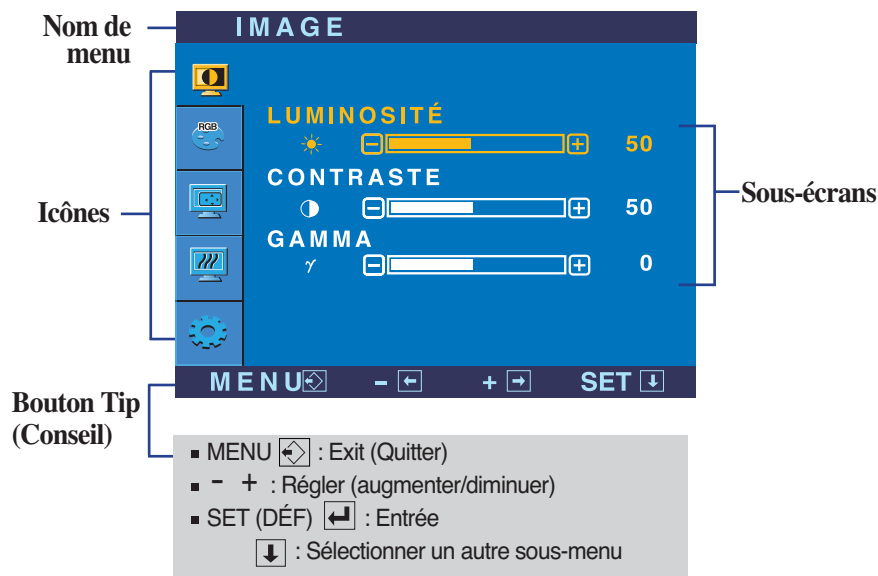 Nom de
menu
IMAGE
RGB
LUMINOSITÉ
50
CONTRASTE
50
GAMMA
γ
0
Icônes
Sous-écrans
MENU - + SET
Bouton Tip
(Conseil)
MENU : Exit (Quitter)
- + : Régler (augmenter/diminuer)
SET (DÉF) : Entrée
: Sélectionner un autre sous-menu